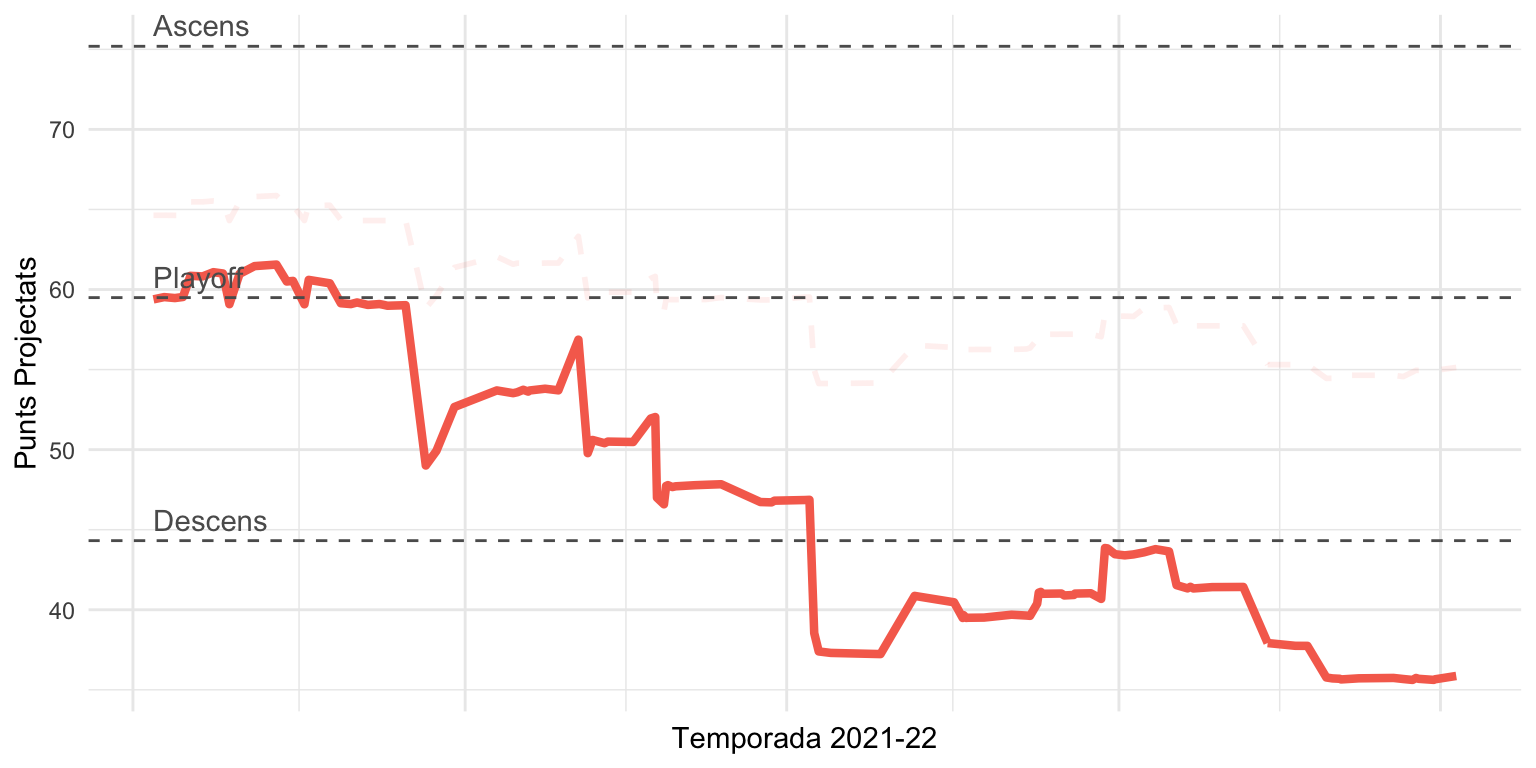 Ascens
70
Playoff
60
50
Descens
40
Punts Projectats
Temporada 2021-22